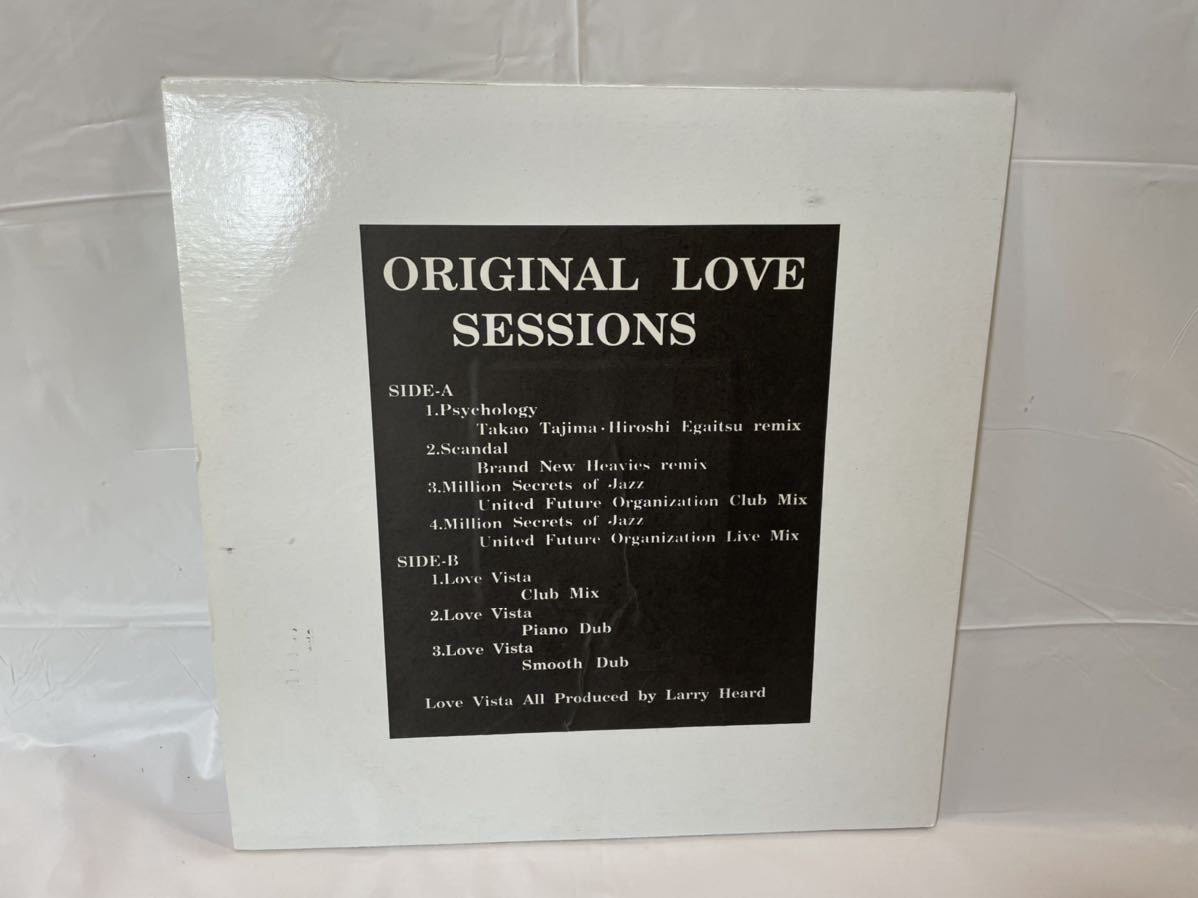 ORIGINAL LOVE
SESSIONS
SIDE-A
1.Psychology
Takao Tajima·Hiroshi Egaitsu remix
2.Scandal
Brand New Heavies remix
3.Million Secrets of Jazz
United Future Organization Club Mix
4.Million Secrets of Jazz
United Future Organization Live Mix
SIDE-B
1.Love Vista
Club Mix
2.Love Vista
Piano Dub
3.Love Vista
Smooth Dub
Love Vista All Produced by Larry Heard